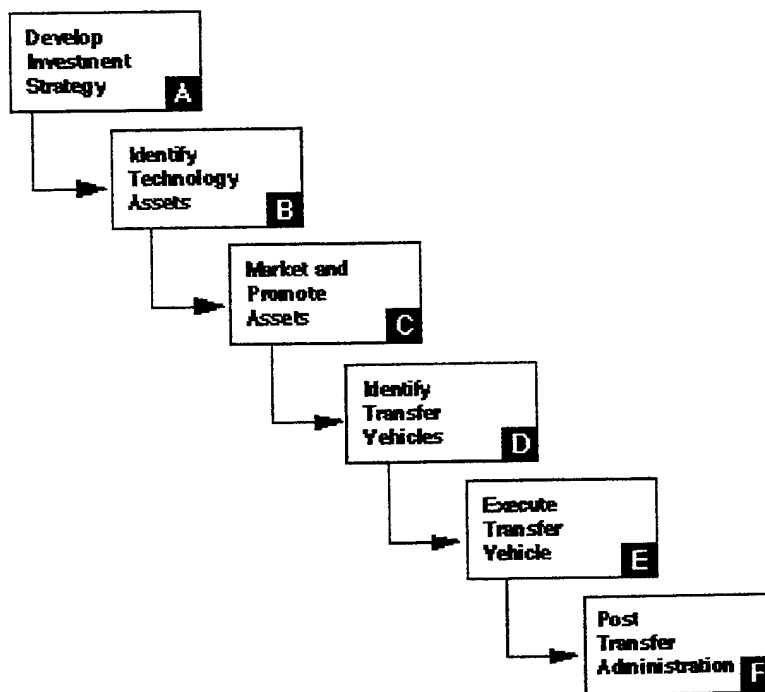 Develop
Investment
Strategy
A
Identify
Technology
Assets
B
Market and
Promote
Assets
C
Identify
Transfer
Vehicles
D
Execute
Transfer
Vehicle
E
Post
Transfer
Administration
F